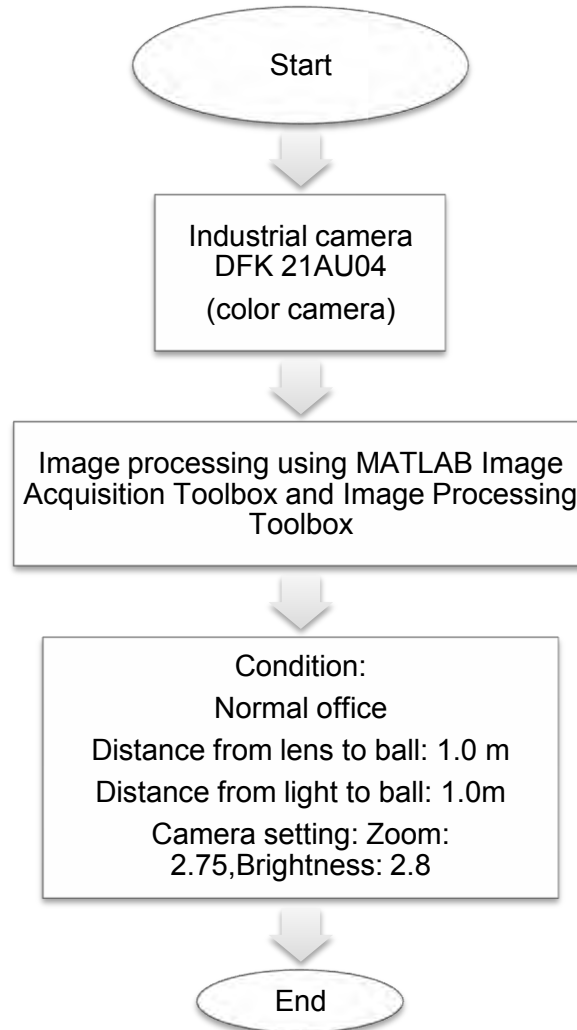 Start
Industrial camera
DFK 21AU04
(color camera)
Image processing using MATLAB Image
Acquisition Toolbox and Image Processing
Toolbox
Condition:
Normal office
Distance from lens to ball: 1.0 m
Distance from light to ball: 1.0m
Camera setting: Zoom:
2.75,Brightness: 2.8
End